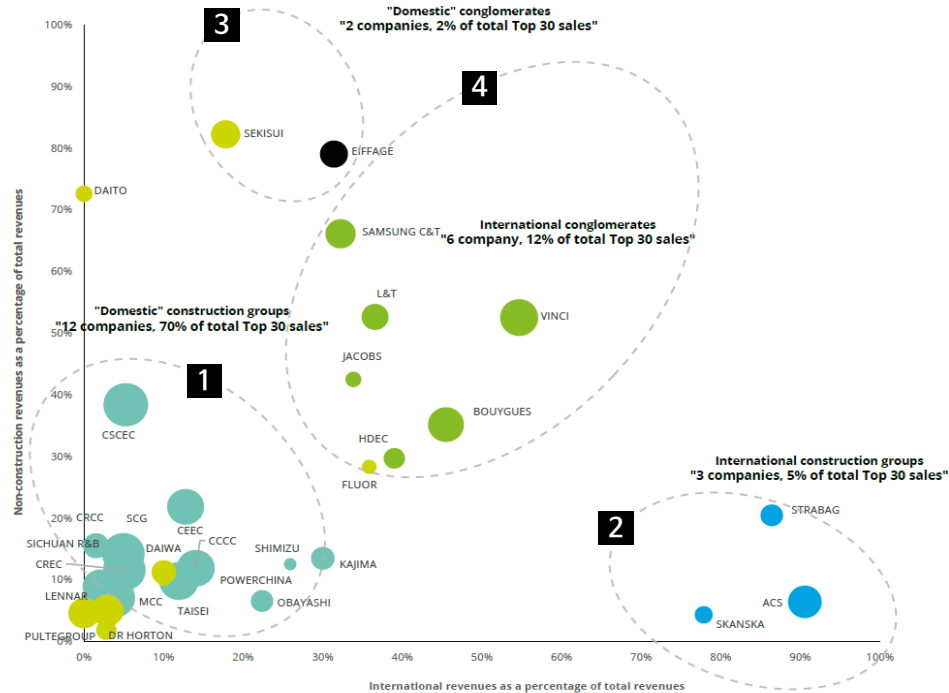 "Domestic" conglomerates
"2 companies, 2% of total Top 30 sales"
3
4
100%
90%
80%
70%
60%
50%
40%
30%
20%
10%
0%
Non-construction revenues as a percentage of total revenues
SEKISUI
EIFFAGE
DAITO
SAMSUNG C&T
International conglomerates
"6 company, 12% of total Top 30 sales"
L&T
VINCI
"Domestic" construction groups
"12 companies, 70% of total Top 30 sales"
JACOBS
1
BOUYGUES
CSCEC
HDEC
FLUOR
International construction groups
"3 companies, 5% of total Top 30 sales"
2
STRABAG
CRCC
SCG
CEEC
CCCC
SICHUAN R&B
DAIWA
SHIMIZU
CREC
KAJIMA
POWERCHINA
LENNAR
MCC
TAISEI
OBAYASHI
ACS
SKANSKA
PULTEGROUP
DR HORTON
0%
10%
20%
30%
40%
50%
60%
70%
80%
90%
100%
International revenues as a percentage of total revenues